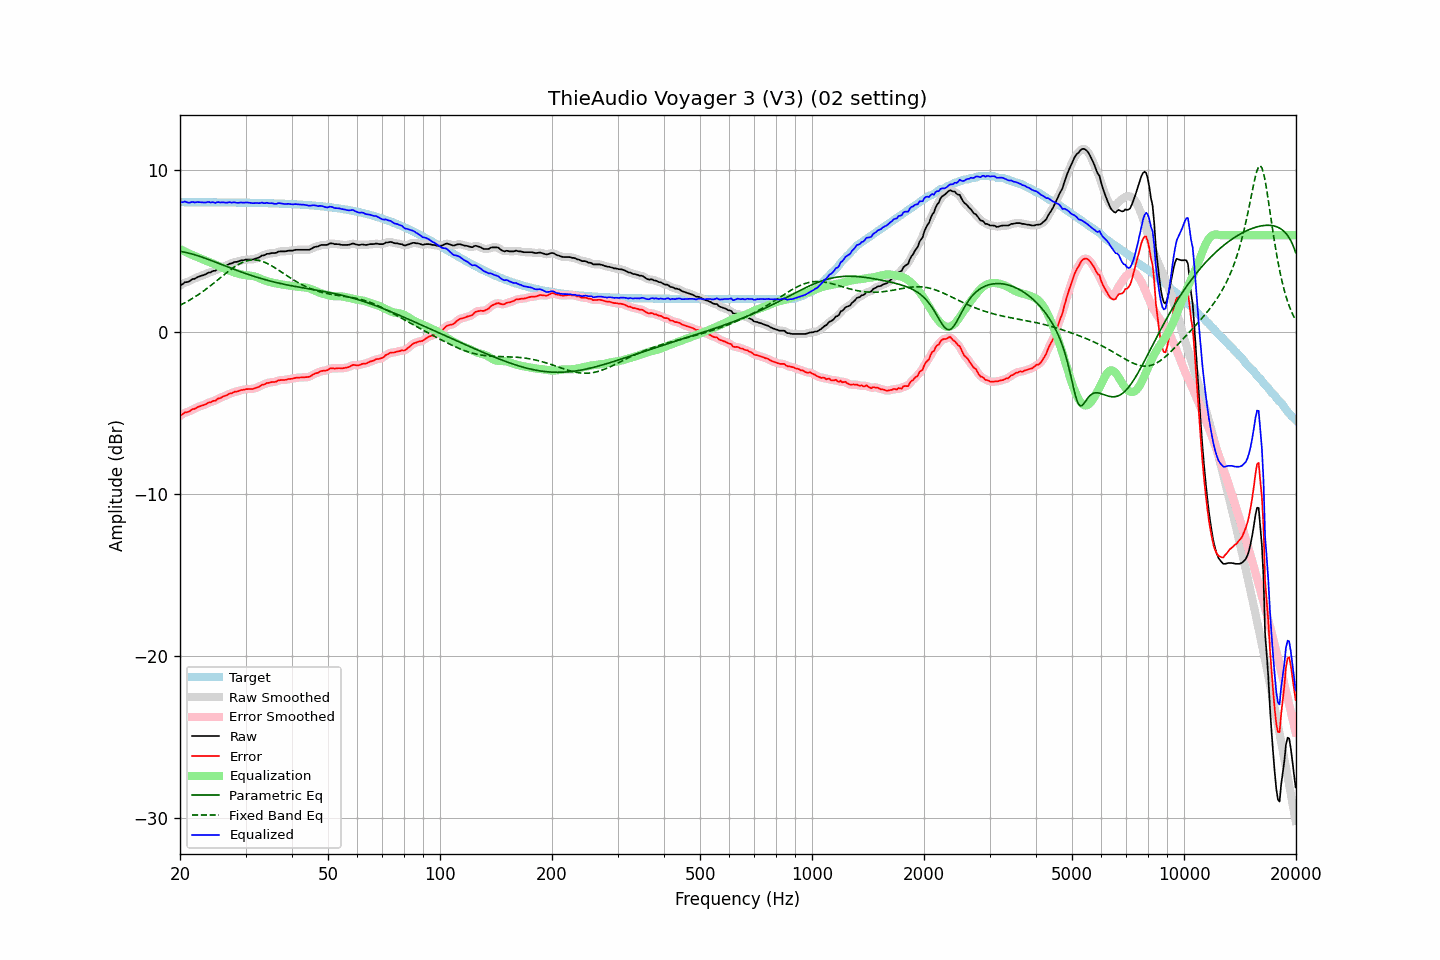 ThieAudio Voyager 3 (V3) (02 setting)
10
0
−10
−20
−30
Amplitude (dBr)
Target
Raw Smoothed
Error Smoothed
Raw
Error
Equalization
Parametric Eq
Fixed Band Eq
Equalized
20 50 100 200 500 1000 2000 5000 10000 20000
Frequency (Hz)